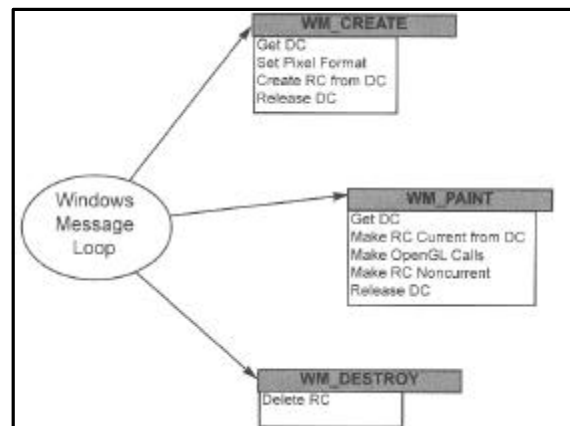 WM_CREATE
Get DC
Set Pixel Format
Create RC from DC
Release DC
Windows
Message
Loop
WM_PAINT
Get DC
Make RC Current from DC
Make OpenGL Calls
Make RC Noncurrent
Release DC
WM_DESTROY
Delete RC